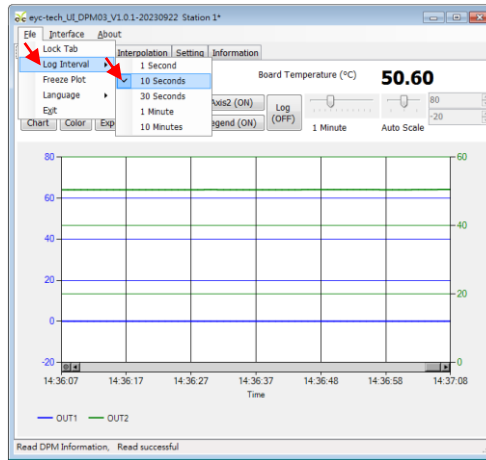 eyc-tech_UI_DPM03_V1.0.1-20230922 Station 1*
File Interface About
Lock Tab
Log Interval
Freeze Plot
Language
Exit
1 Second
10 Seconds
30 Seconds
1 Minute
10 Minutes
Interpolation Setting Information
Board Temperature (°C) 50.60
Axis2 (ON)
Log
(OFF)
1 Minute
Auto Scale
80
-20
Chart Color
80
60
40
20
0
-20
60
40
20
0
14:36:07 14:36:17 14:36:27 14:36:37 14:36:48 14:36:58 14:37:08
Time
OUT1 OUT2
Read DPM Information, Read successful